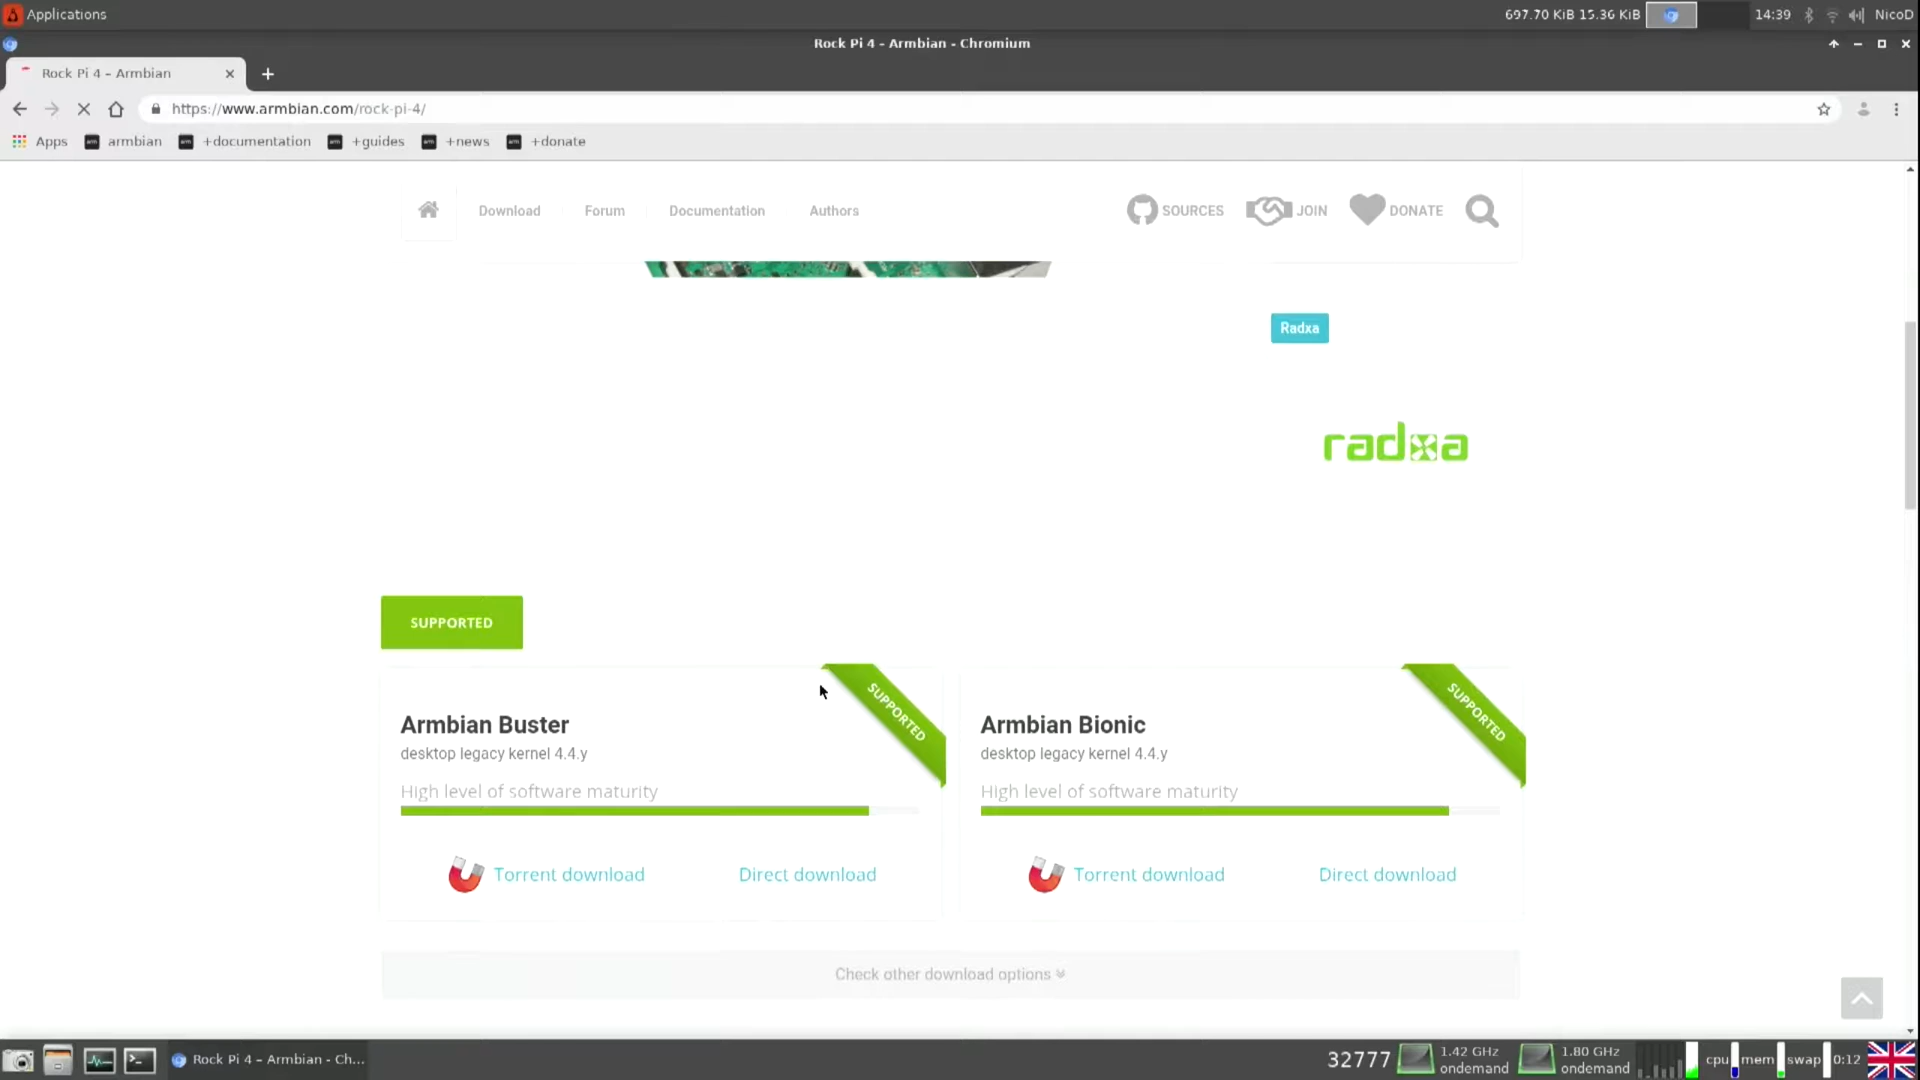 Applications
697.70 KiB 15.36 KiB
14:39
NicoD
Rock Pi 4 – Armbian - Chromium
Rock Pi 4 – Armbian
https://www.armbian.com/rock-pi-4/
Apps
armbian
+documentation
+guides
+news
+donate
Download
Forum
Documentation
Authors
SOURCES
JOIN
DONATE
Radxa
radxa
SUPPORTED
SUPPORTED
Armbian Buster
desktop legacy kernel 4.4.y
High level of software maturity
Torrent download
Direct download
SUPPORTED
Armbian Bionic
desktop legacy kernel 4.4.y
High level of software maturity
Torrent download
Direct download
Check other download options
Rock Pi 4 – Armbian - Ch...
32777
1.42 GHz
ondemand
1.80 GHz
ondemand
cpu
mem
swap
0:12